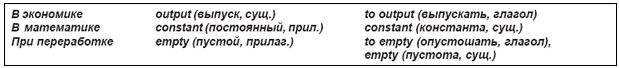 В экономике output (выпуск, сущ.) to output (выпускать, глагол)
В математике constant (постоянный, прил.) constant (константа, сущ.)
При переработке empty (пустой, прилаг.) to empty (опустошать, глагол),
empty (пустота, сущ.)